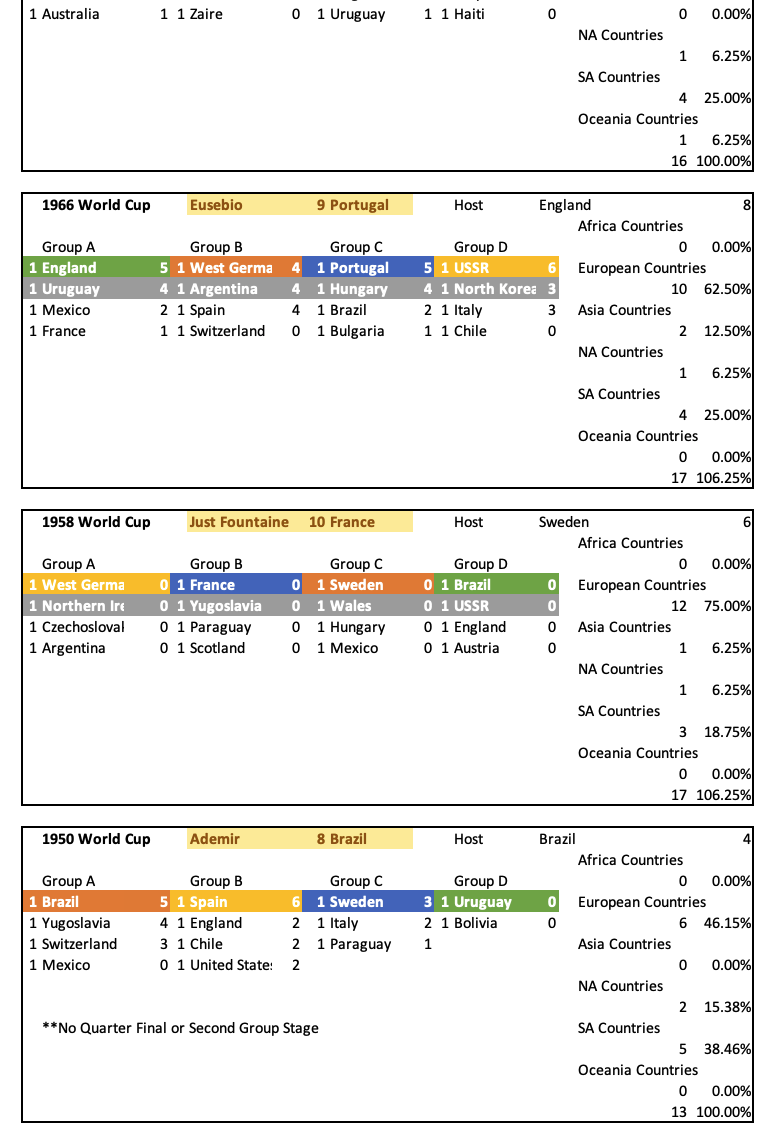 1 Australia 1 1 Zaire 0 1 Uruguay 1 1 Haiti 0 0 0.00%
NA Countries
1 6.25%
SA Countries
4 25.00%
Oceania Countries
1 6.25%
16 100.00%
1966 World Cup Eusebio 9 Portugal Host England 8
Africa Countries
Group A Group B Group C Group D 0 0.00%
1 England 5 1 West Germa 4 1 Portugal 5 1 USSR 6 European Countries
1 Uruguay 4 1 Argentina 4 1 Hungary 4 1 North Korea 3 10 62.50%
1 Mexico 2 1 Spain 4 1 Brazil 2 1 Italy 3 Asia Countries
1 France 1 1 Switzerland 0 1 Bulgaria 1 1 Chile 0 2 12.50%
NA Countries
1 6.25%
SA Countries
4 25.00%
Oceania Countries
0 0.00%
17 106.25%
1958 World Cup Just Fountaine 10 France Host Sweden 6
Africa Countries
Group A Group B Group C Group D 0 0.00%
1 West Germa 0 1 France 0 1 Sweden 0 1 Brazil 0 European Countries
1 Northern Ire 0 1 Yugoslavia 0 1 Wales 0 1 USSR 0 12 75.00%
1 Czechosloval 0 1 Paraguay 0 1 Hungary 0 1 England 0 Asia Countries
1 Argentina 0 1 Scotland 0 1 Mexico 0 1 Austria 0 1 6.25%
NA Countries
1 6.25%
SA Countries
3 18.75%
Oceania Countries
0 0.00%
17 106.25%
1950 World Cup Ademir 8 Brazil Host Brazil 4
Africa Countries
Group A Group B Group C Group D 0 0.00%
1 Brazil 5 1 Spain 6 1 Sweden 3 1 Uruguay 0 European Countries
1 Yugoslavia 4 1 England 2 1 Italy 2 1 Bolivia 0 6 46.15%
1 Switzerland 3 1 Chile 2 1 Paraguay 1 Asia Countries
1 Mexico 0 1 United States 2 0 0.00%
NA Countries
2 15.38%
**No Quarter Final or Second Group Stage SA Countries
5 38.46%
Oceania Countries
0 0.00%
13 100.00%